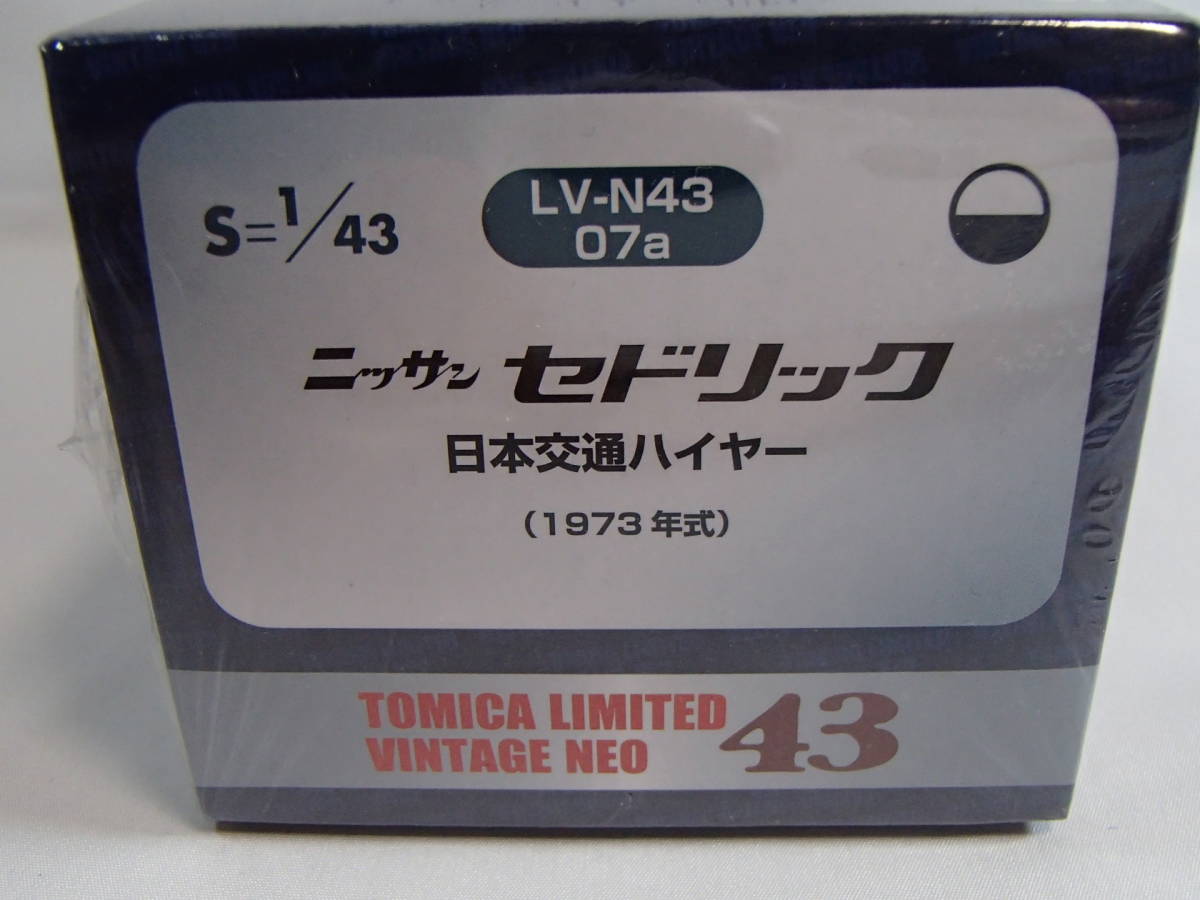 S=1/43
LV-N43
07a
ニッサン セドリック
日本交通ハイヤー
（1973年式）
TOMICA LIMITED
VINTAGE NEO 43